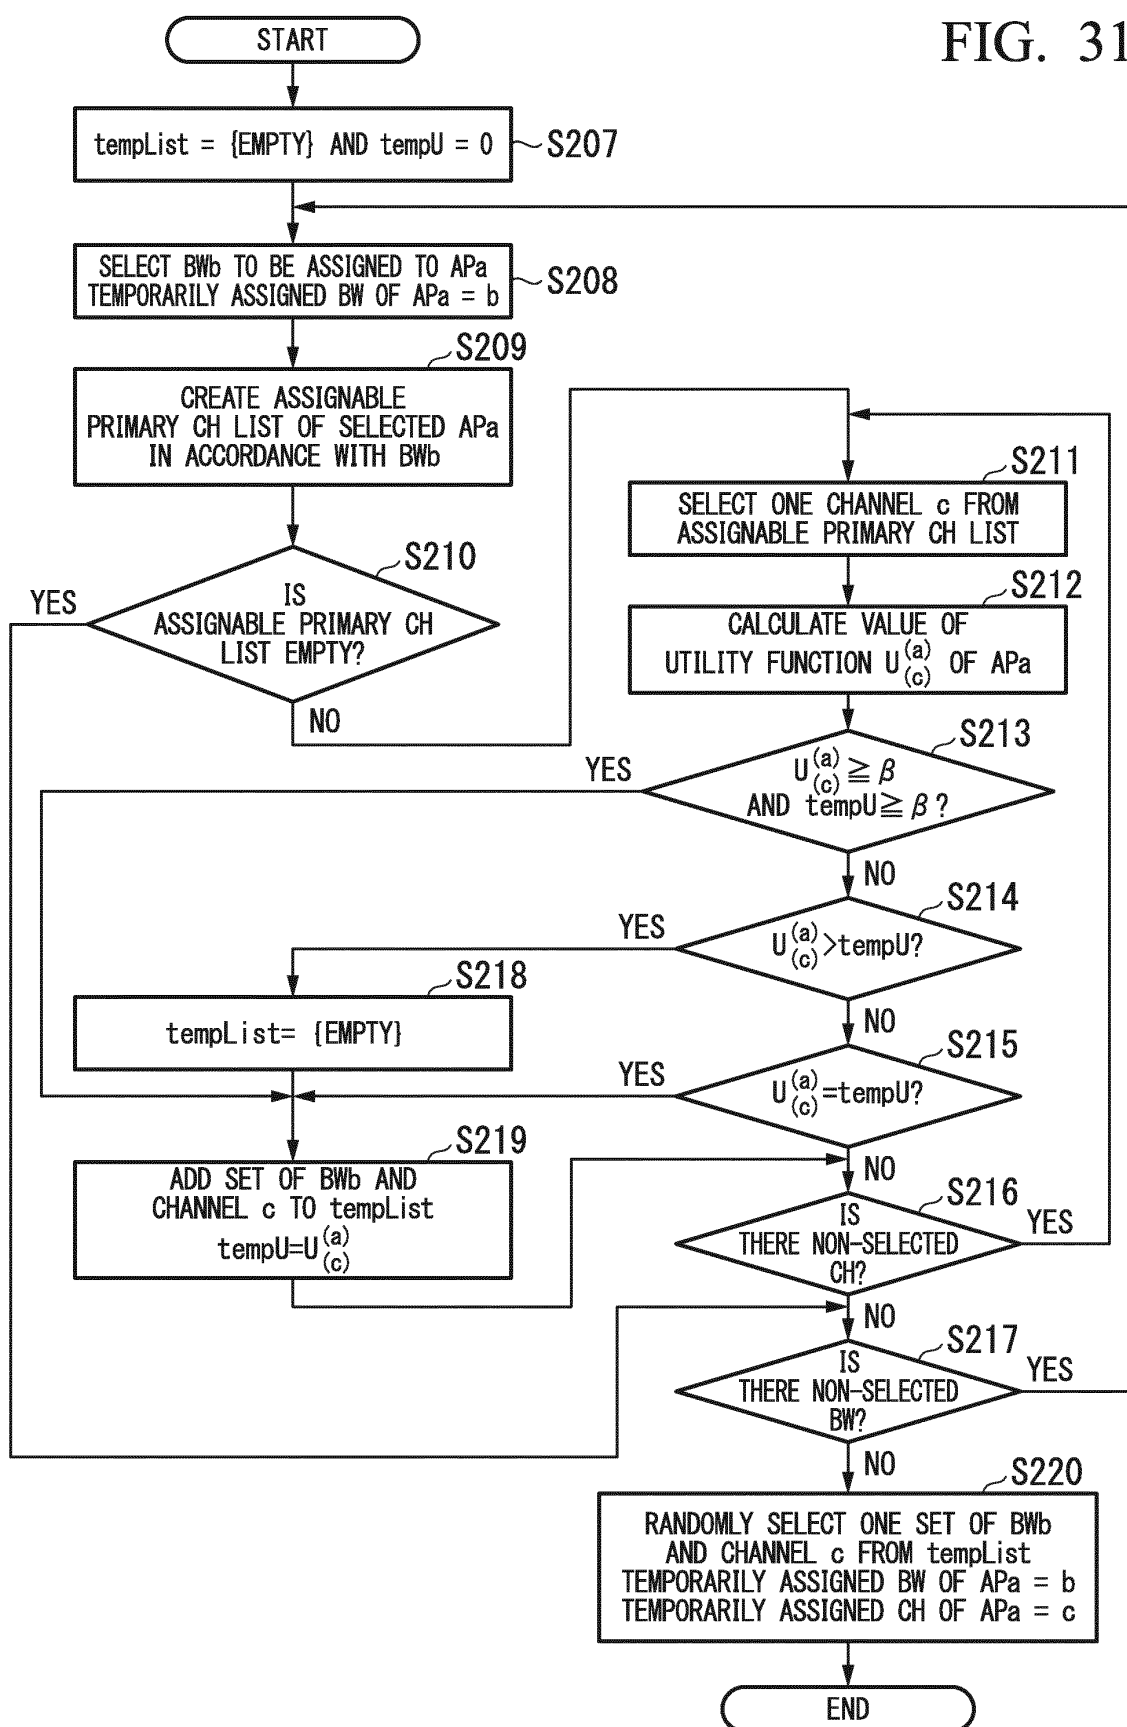 FIG. 31
START
tempList = {EMPTY} AND tempU = 0
S207
SELECT BWb TO BE ASSIGNED TO APa
TEMPORARILY ASSIGNED BW OF APa = b
S208
S209
CREATE ASSIGNABLE
PRIMARY CH LIST OF SELECTED APa
IN ACCORDANCE WITH BWb
S210
YES
IS
ASSIGNABLE PRIMARY CH
LIST EMPTY?
NO
S211
SELECT ONE CHANNEL c FROM
ASSIGNABLE PRIMARY CH LIST
S212
CALCULATE VALUE OF
UTILITY FUNCTION U(a)(c) OF APa
S213
YES
U(a)(c) ≧ β
AND tempU ≧ β ?
NO
S214
YES
U(a)(c)>tempU?
NO
S218
tempList= {EMPTY}
S215
YES
U(a)(c)=tempU?
NO
S219
ADD SET OF BWb AND
CHANNEL c TO tempList
tempU=U(a)(c)
S216
IS
THERE NON-SELECTED
CH?
YES
NO
S217
IS
THERE NON-SELECTED
BW?
YES
NO
S220
RANDOMLY SELECT ONE SET OF BWb
AND CHANNEL c FROM tempList
TEMPORARILY ASSIGNED BW OF APa = b
TEMPORARILY ASSIGNED CH OF APa = c
END